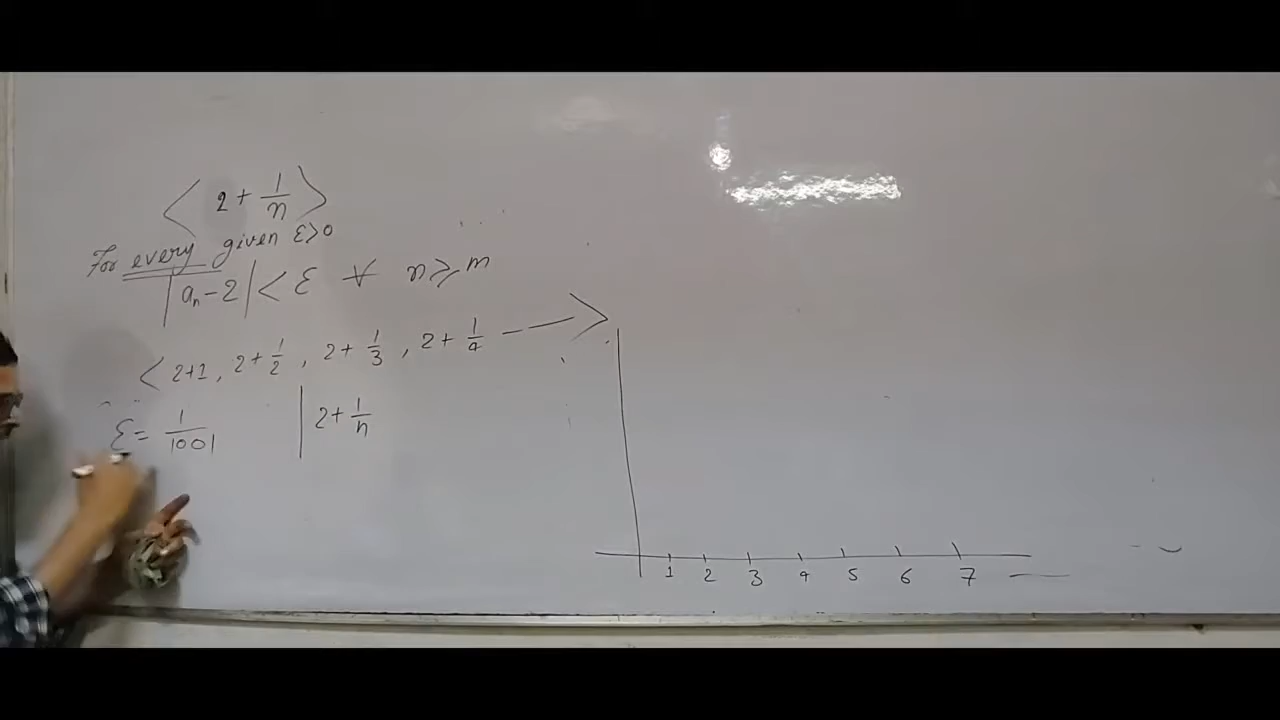 < 2 + 1/n >
For every given ε>0
|aₙ - 2| < ε ∀ n ≥ m
< 2+1, 2 + 1/2, 2 + 1/3, 2 + 1/4 - - >
ε = 1/1001 |2 + 1/n
1 2 3 4 5 6 7